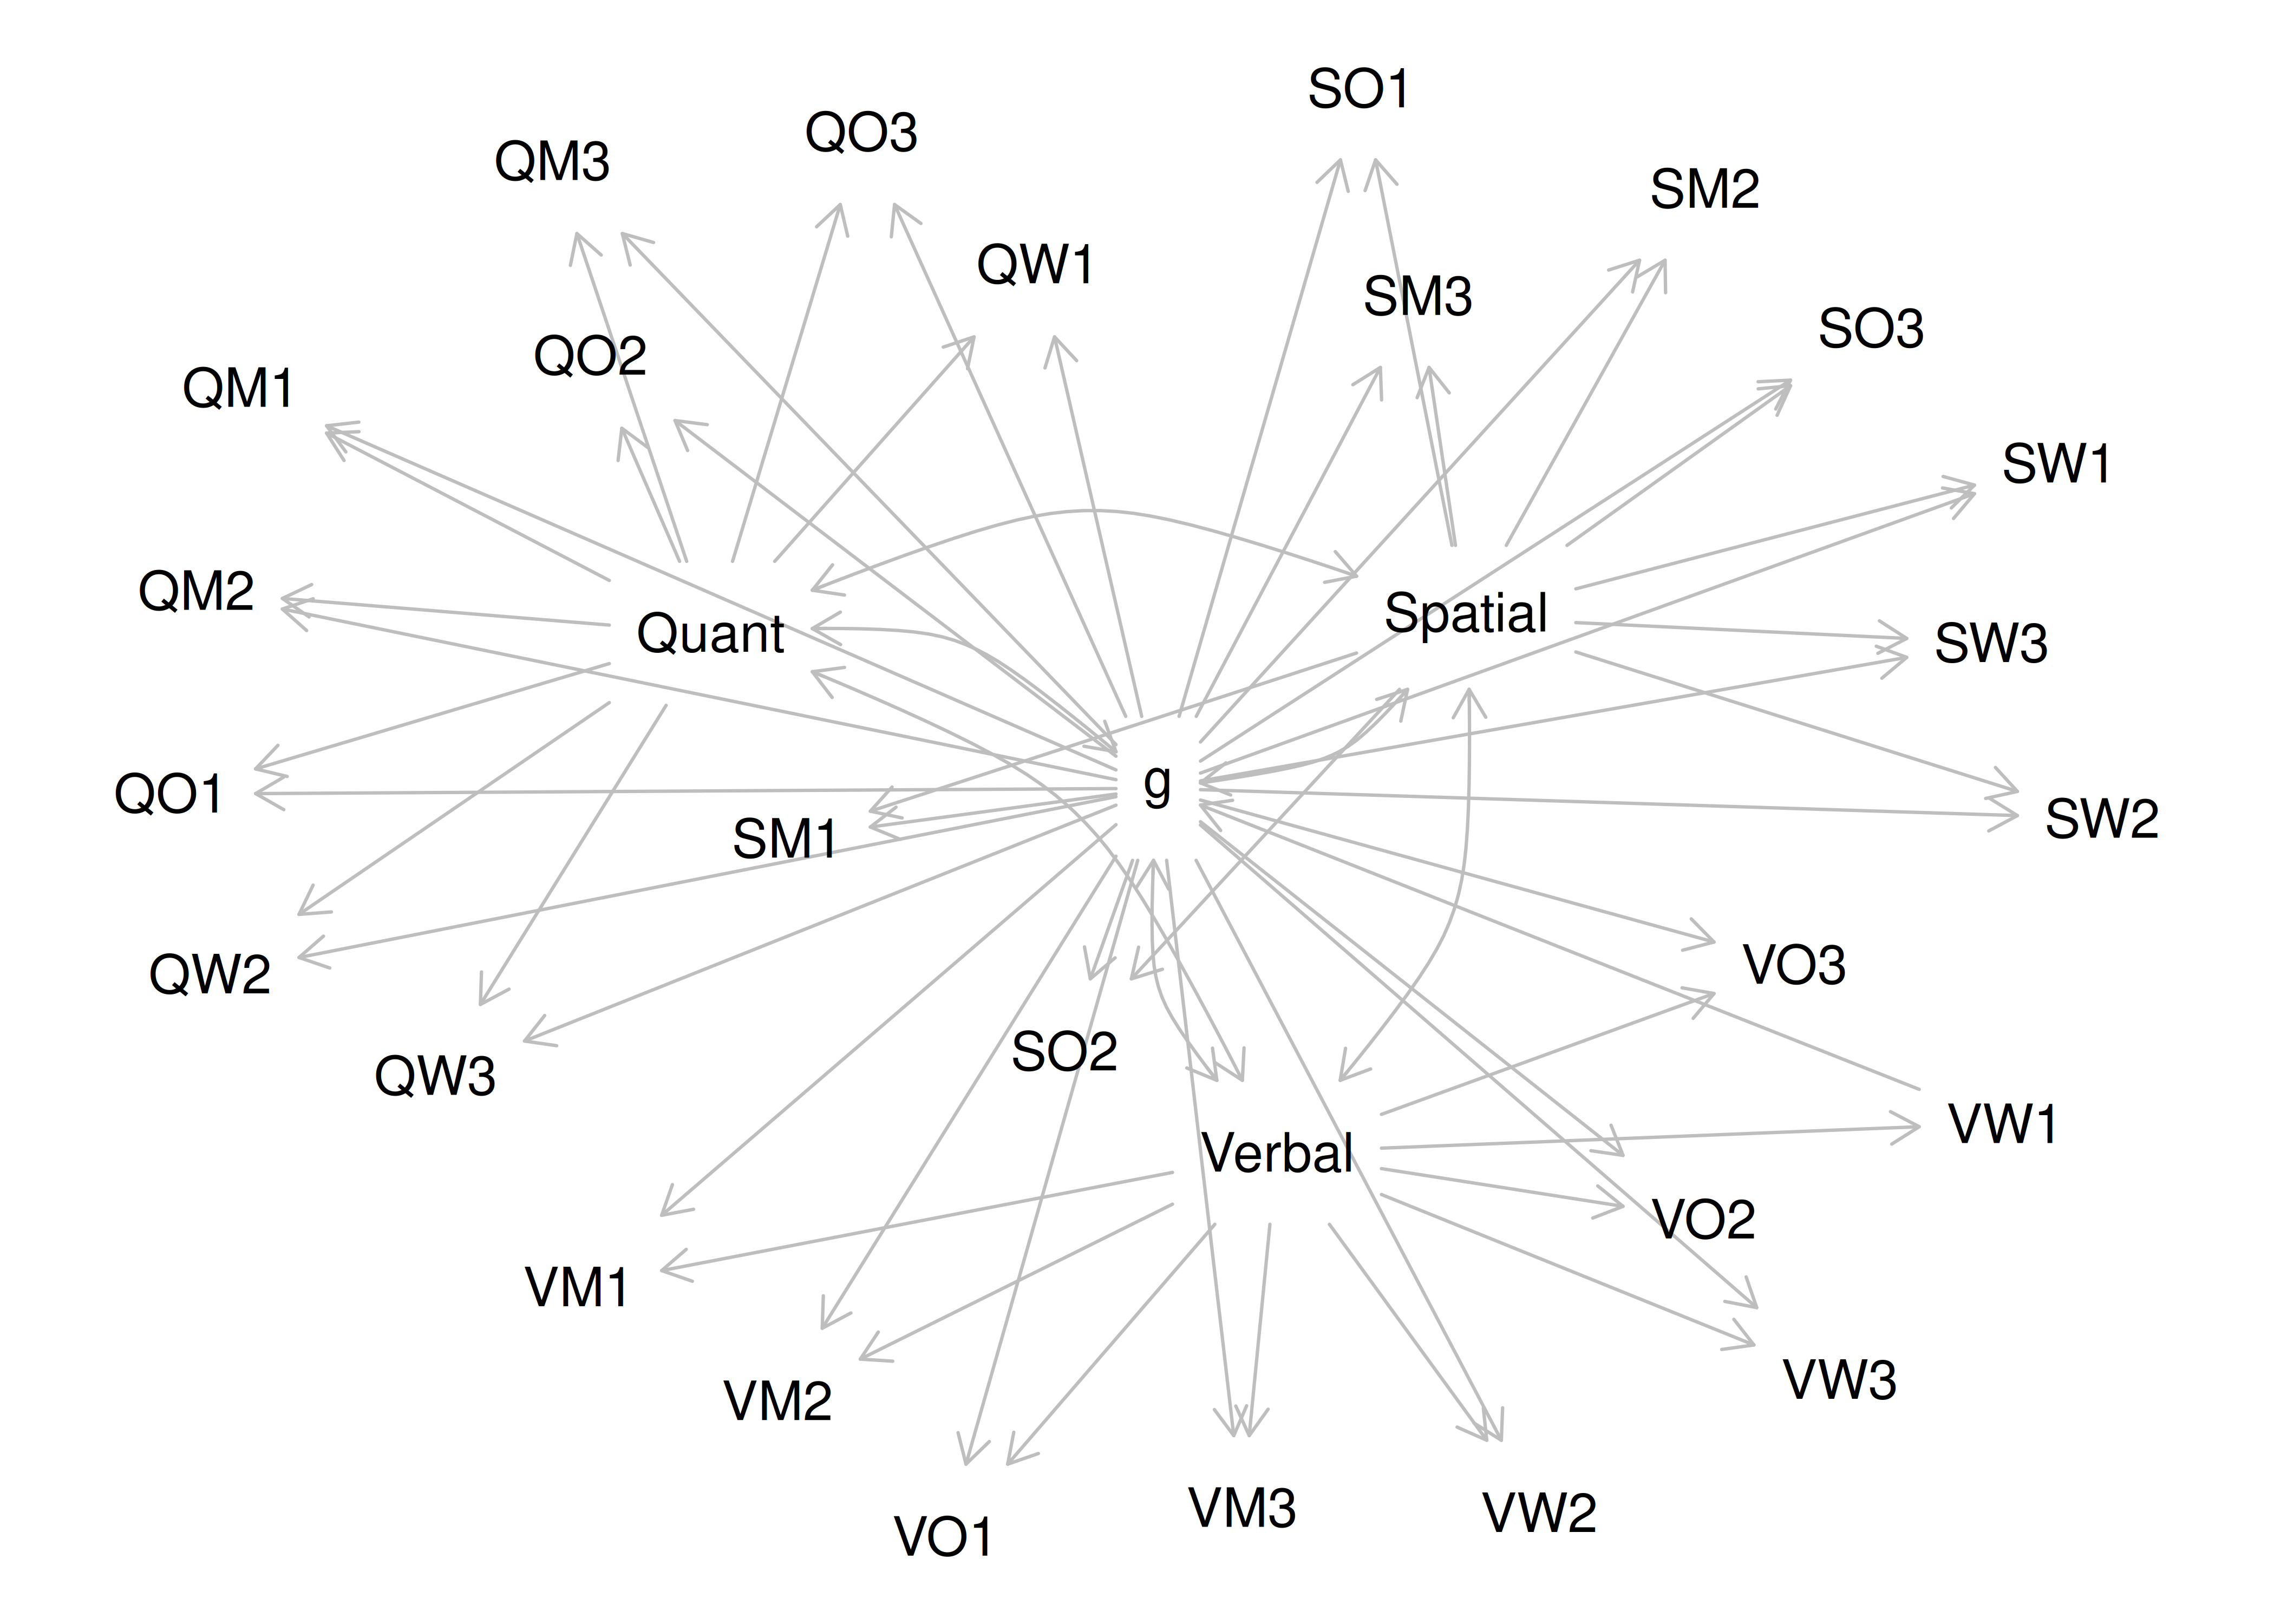 SO1
QO3
QM3
SM2
QW1
SM3
SO3
QO2
QM1
SW1
QM2
Spatial
Quant
SW3
g
QO1
SW2
SM1
VO3
QW2
SO2
QW3
VW1
Verbal
VO2
VM1
VW3
VM2
VM3
VW2
VO1